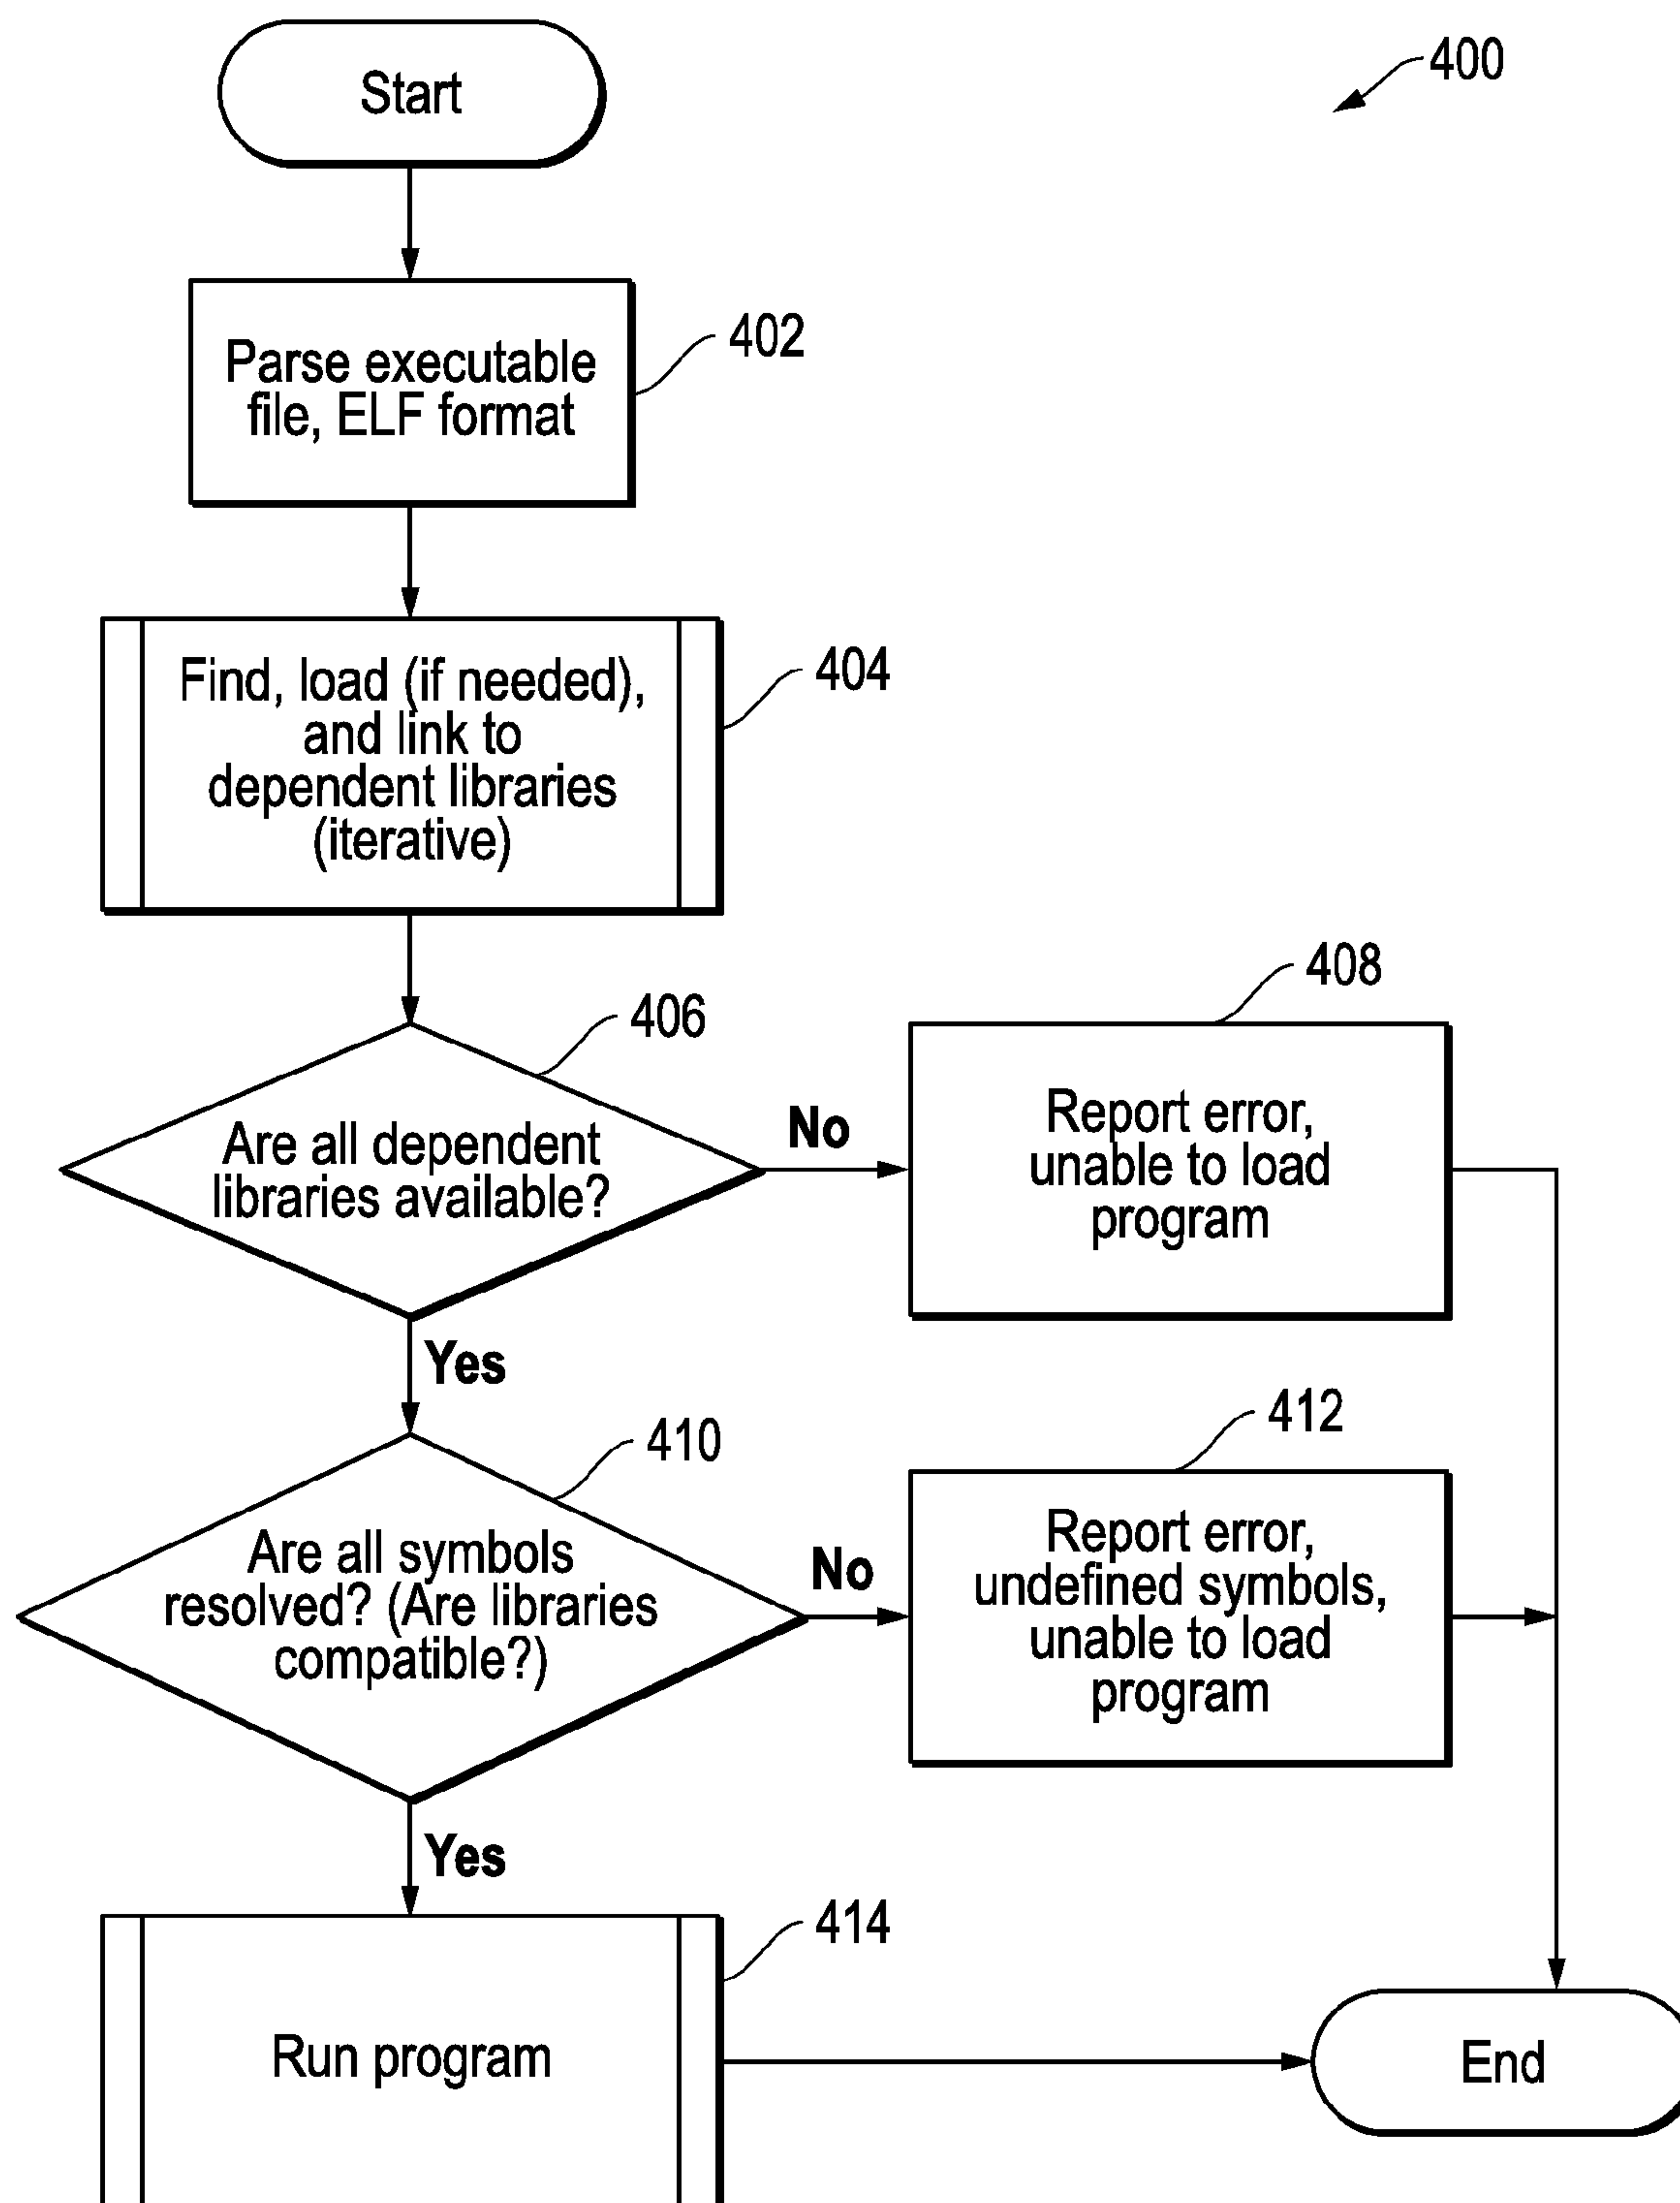 Start
400
Parse executable
file, ELF format
402
Find, load (if needed),
and link to
dependent libraries
(iterative)
404
Are all dependent
libraries available?
406
No
Report error,
unable to load
program
408
Yes
Are all symbols
resolved? (Are libraries
compatible?)
410
No
Report error,
undefined symbols,
unable to load
program
412
Yes
Run program
414
End